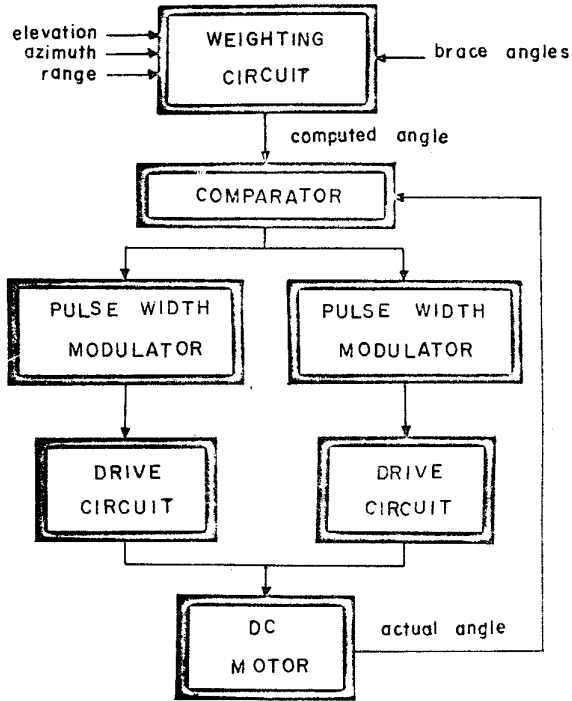 elevation
azimuth
range
WEIGHTING
CIRCUIT
brace angles
computed angle
COMPARATOR
PULSE WIDTH
MODULATOR
PULSE WIDTH
MODULATOR
DRIVE
CIRCUIT
DRIVE
CIRCUIT
DC
MOTOR
actual angle